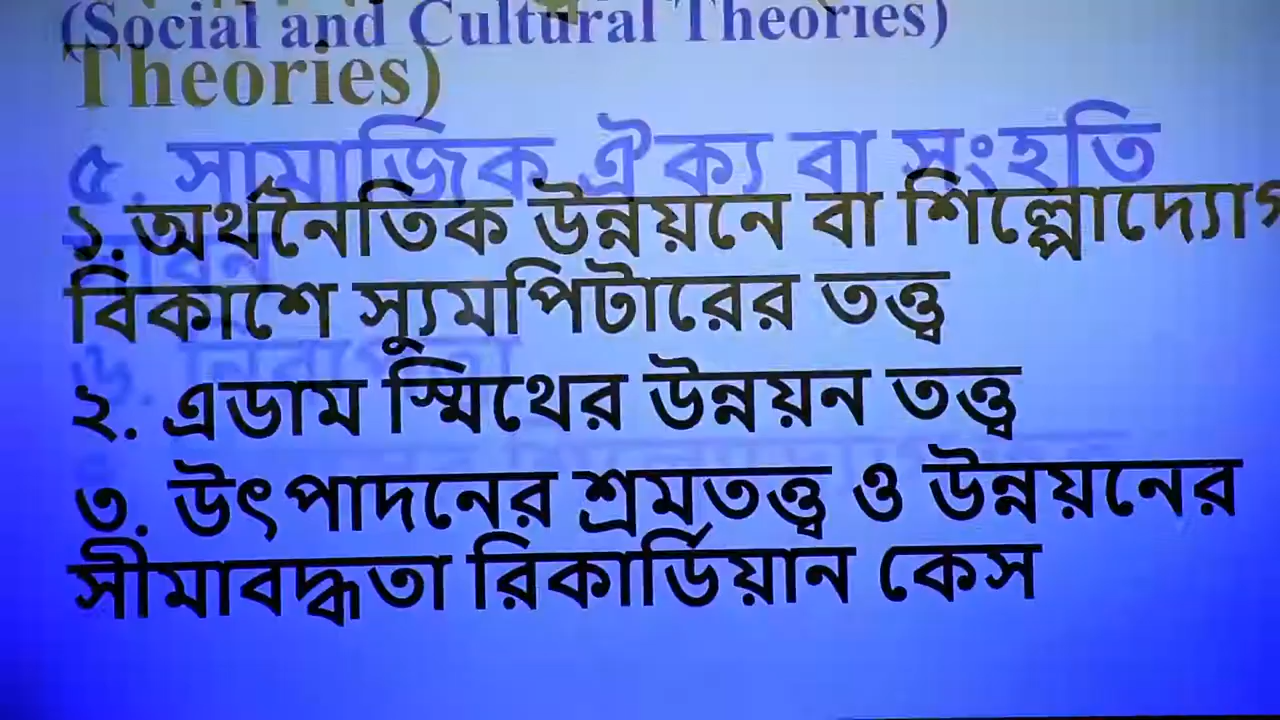 (Social and Cultural Theories)
Theories)
৫. সামাজিক ঐক্য বা সংহতি
১.অর্থনৈতিক উন্নয়নে বা
বিকাশে স্যুমপিটারের তত্ত্ব
২. এডাম স্মিথের উন্নয়ন তত্ত্ব
৩. উৎপাদনের শ্রমতত্ত্ব ও উন্নয়নের
সীমাবদ্ধতা রিকার্ডিয়ান কেস